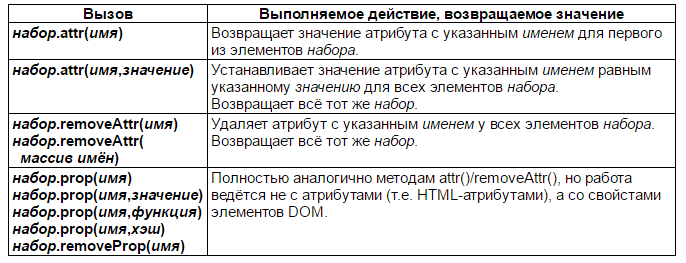 Вызов
Выполняемое действие, возвращаемое значение
набор.attr(имя)
Возвращает значение атрибута с указанным именем для первого
из элементов набора.
набор.attr(имя,значение)
Устанавливает значение атрибута с указанным именем равным
указанному значению для всех элементов набора.
Возвращает всё тот же набор.
набор.removeAttr(имя)
набор.removeAttr(
массив имён)
Удаляет атрибут с указанным именем у всех элементов набора.
Возвращает всё тот же набор.
набор.prop(имя)
набор.prop(имя,значение)
набор.prop(имя,функция)
набор.prop(имя,хэш)
набор.removeProp(имя)
Полностью аналогично методам attr()/removeAttr(), но работа
ведётся не с атрибутами (т.е. HTML-атрибутами), а со свойстами
элементов DOM.